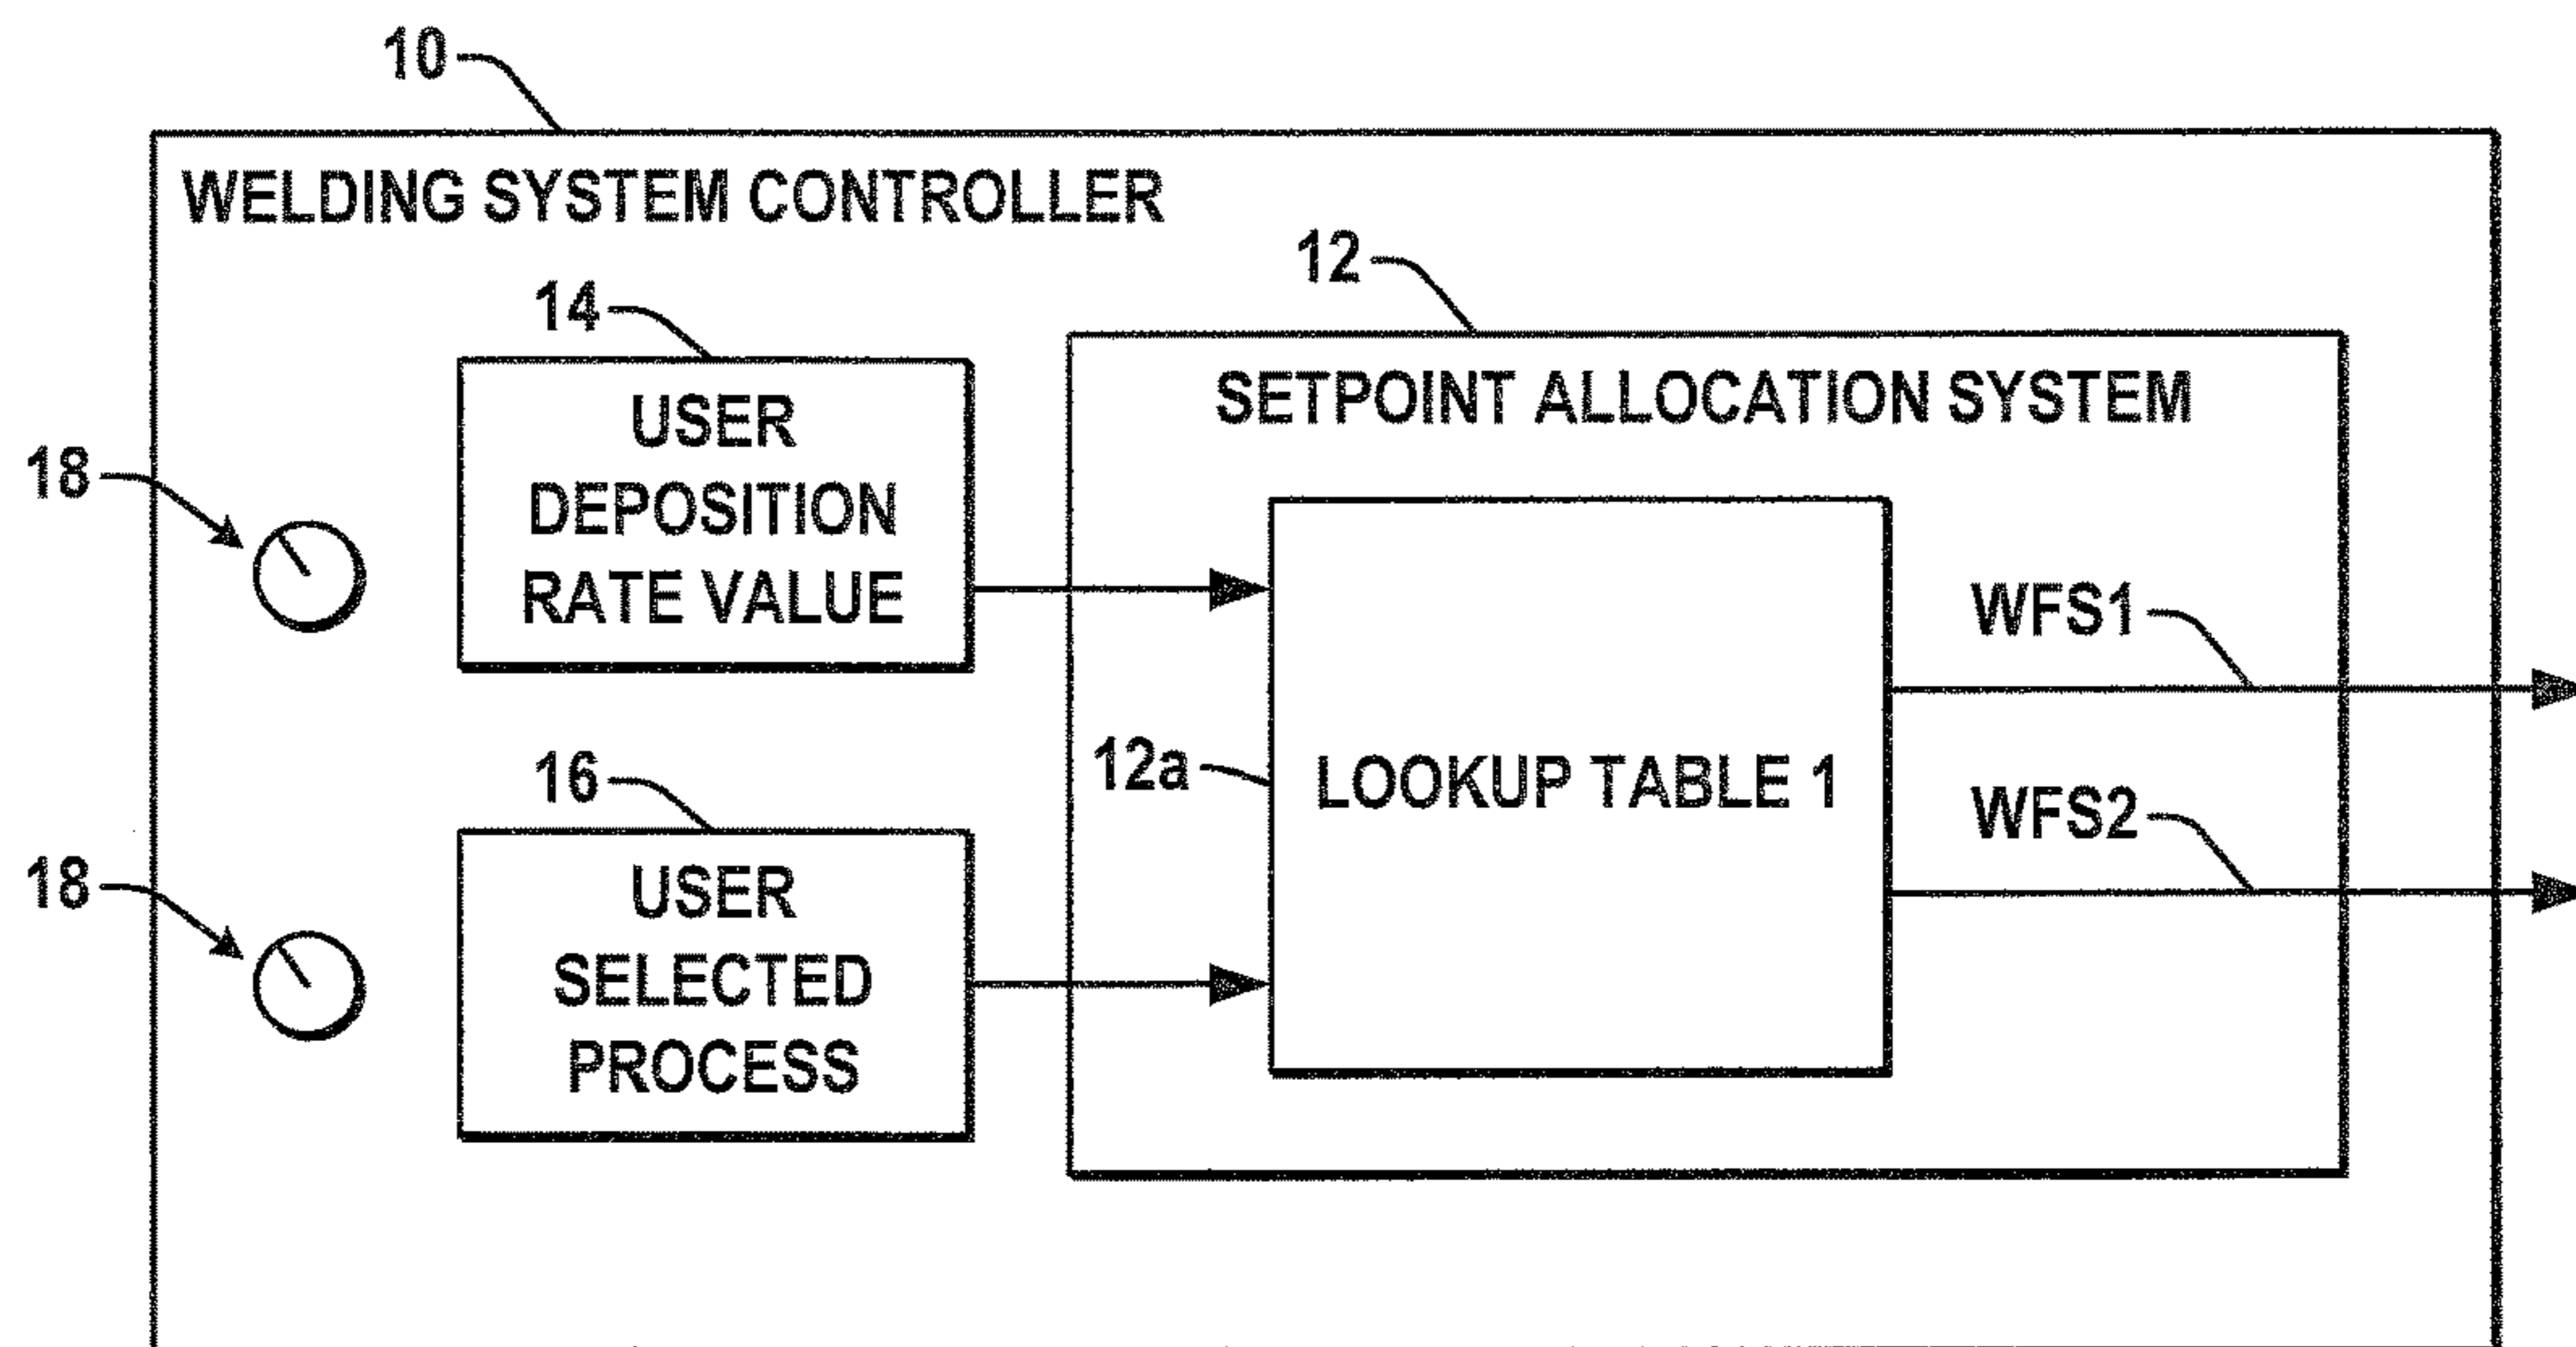 10
WELDING SYSTEM CONTROLLER
12
14
SETPOINT ALLOCATION SYSTEM
USER
DEPOSITION
RATE VALUE
18
WFS1
12a
LOOKUP TABLE 1
16
WFS2
USER
SELECTED
PROCESS
18